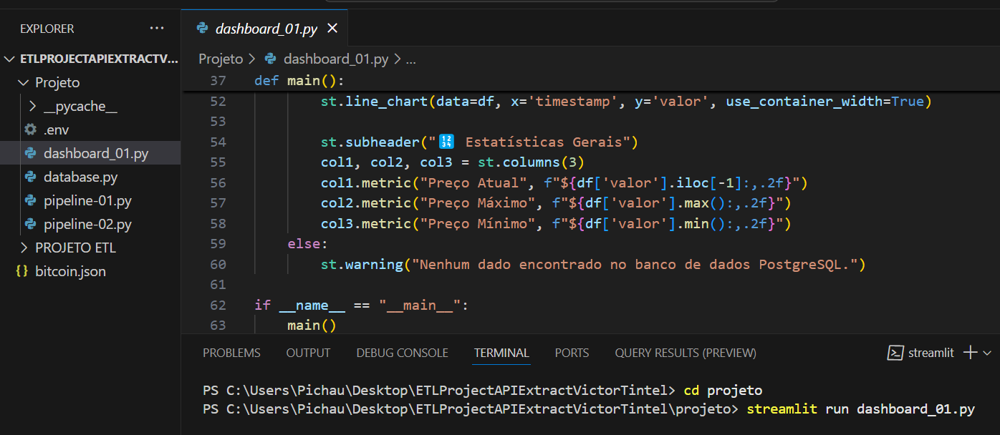 EXPLORER
···
ETLPROJECTAPIEXTRACTV...
Projeto
__pycache__
.env
dashboard_01.py
database.py
pipeline-01.py
pipeline-02.py
PROJETO ETL
{} bitcoin.json
dashboard_01.py
Projeto > dashboard_01.py > ...
37 def main():
52 st.line_chart(data=df, x='timestamp', y='valor', use_container_width=True)
53
54 st.subheader("🔢 Estatísticas Gerais")
55 col1, col2, col3 = st.columns(3)
56 col1.metric("Preço Atual", f"${df['valor'].iloc[-1]:,.2f}")
57 col2.metric("Preço Máximo", f"${df['valor'].max():,.2f}")
58 col3.metric("Preço Mínimo", f"${df['valor'].min():,.2f}")
59 else:
60 st.warning("Nenhum dado encontrado no banco de dados PostgreSQL.")
61
62 if __name__ == "__main__":
63 main()
PROBLEMS OUTPUT DEBUG CONSOLE TERMINAL PORTS QUERY RESULTS (PREVIEW) streamlit
PS C:\Users\Pichau\Desktop\ETLProjectAPIExtractVictorTintel> cd projeto
PS C:\Users\Pichau\Desktop\ETLProjectAPIExtractVictorTintel\projeto> streamlit run dashboard_01.py